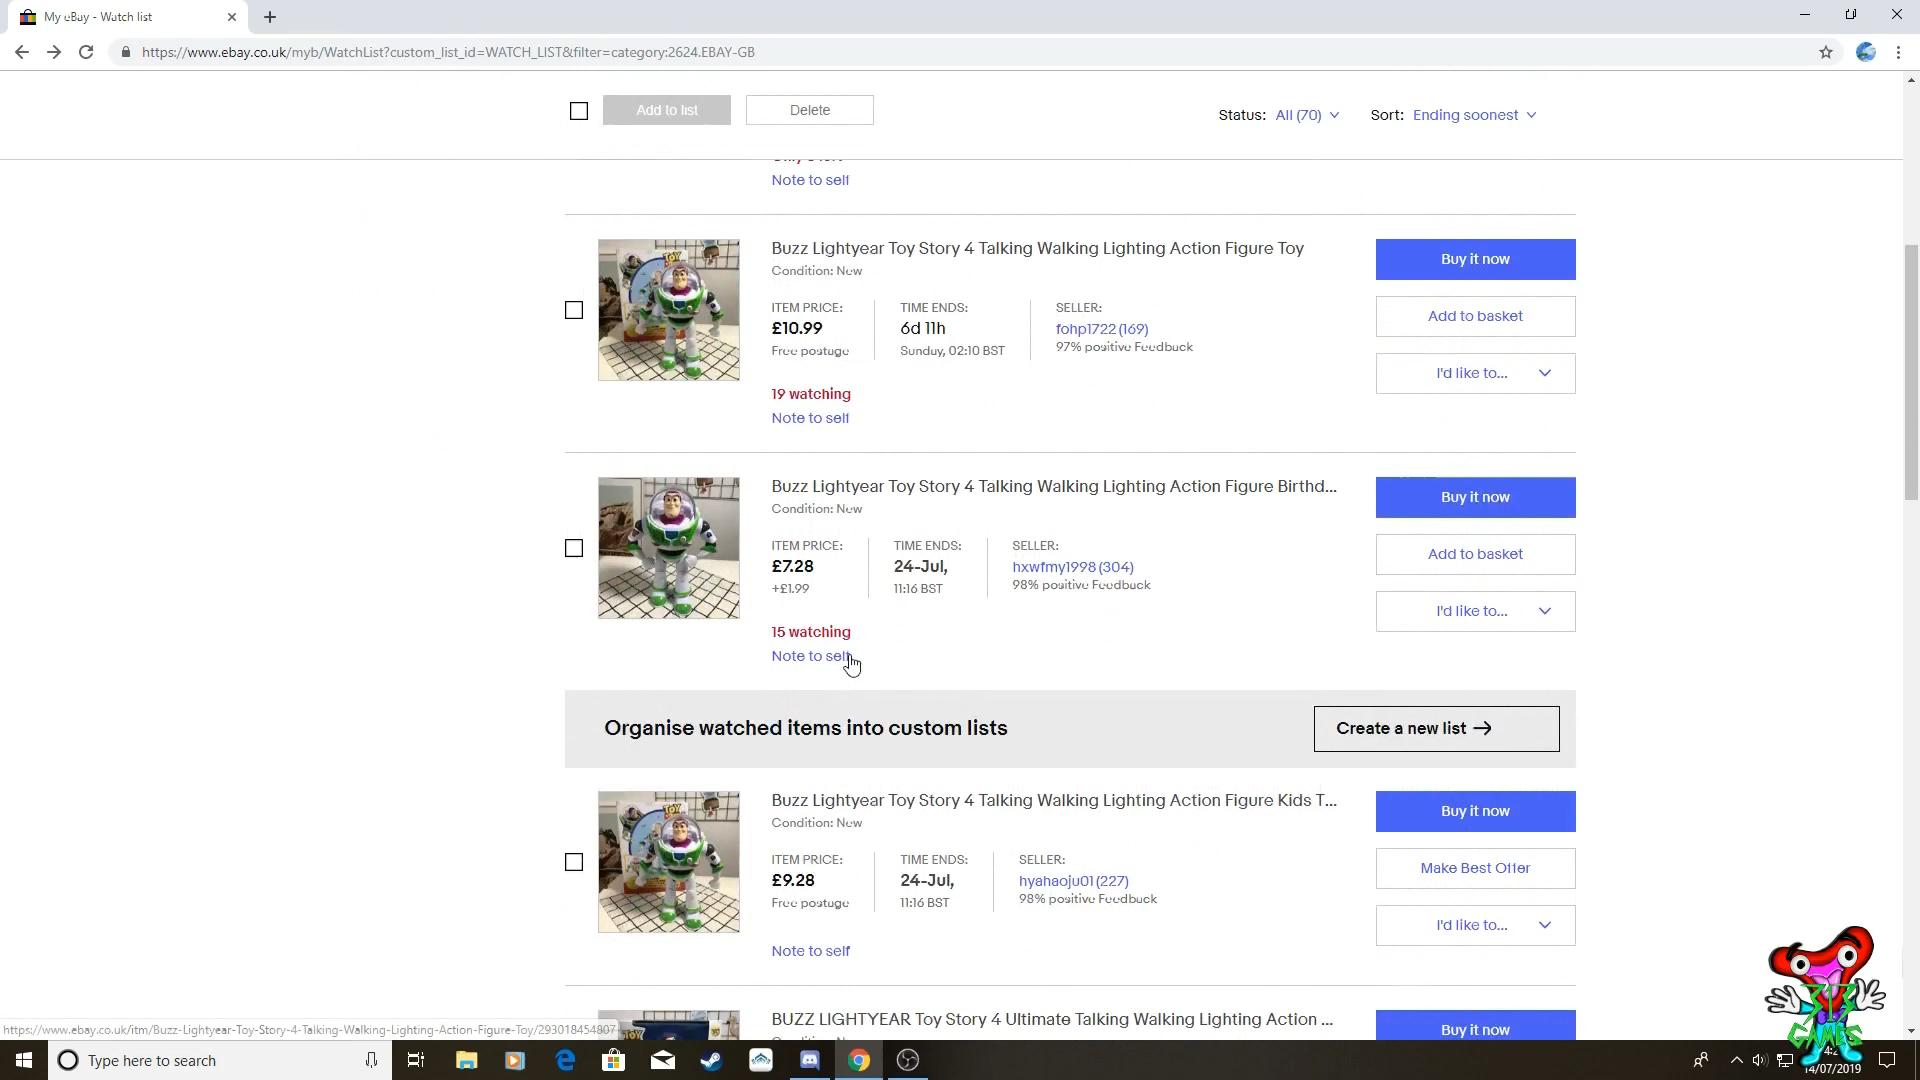 My eBay - Watch list
https://www.ebay.co.uk/myb/WatchList?custom_list_id=WATCH_LIST&filter=category:2624.EBAY-GB
Add to list
Delete
Status: All (70)
Sort: Ending soonest
Note to self
Buzz Lightyear Toy Story 4 Talking Walking Lighting Action Figure Toy
Condition: New
ITEM PRICE:
£10.99
Free postage
TIME ENDS:
6d 11h
Sunday, 02:10 BST
SELLER:
fohp1722 (169)
97% positive Feedback
19 watching
Note to self
Buy it now
Add to basket
I'd like to...
Buzz Lightyear Toy Story 4 Talking Walking Lighting Action Figure Birthd...
Condition: New
ITEM PRICE:
£7.28
+£1.99
TIME ENDS:
24-Jul,
11:16 BST
SELLER:
hxwfmy1998 (304)
98% positive Feedback
15 watching
Note to self
Buy it now
Add to basket
I'd like to...
Organise watched items into custom lists
Create a new list
Buzz Lightyear Toy Story 4 Talking Walking Lighting Action Figure Kids T...
Condition: New
ITEM PRICE:
£9.28
Free postage
TIME ENDS:
24-Jul,
11:16 BST
SELLER:
hyahaoju01 (227)
98% positive Feedback
Note to self
Buy it now
Make Best Offer
I'd like to...
BUZZ LIGHTYEAR Toy Story 4 Ultimate Talking Walking Lighting Action ...
Buy it now
https://www.ebay.co.uk/itm/Buzz-Lightyear-Toy-Story-4-Talking-Walking-Lighting-Action-Figure-Toy/293018454807
Type here to search
313
GAMES
14/07/2019